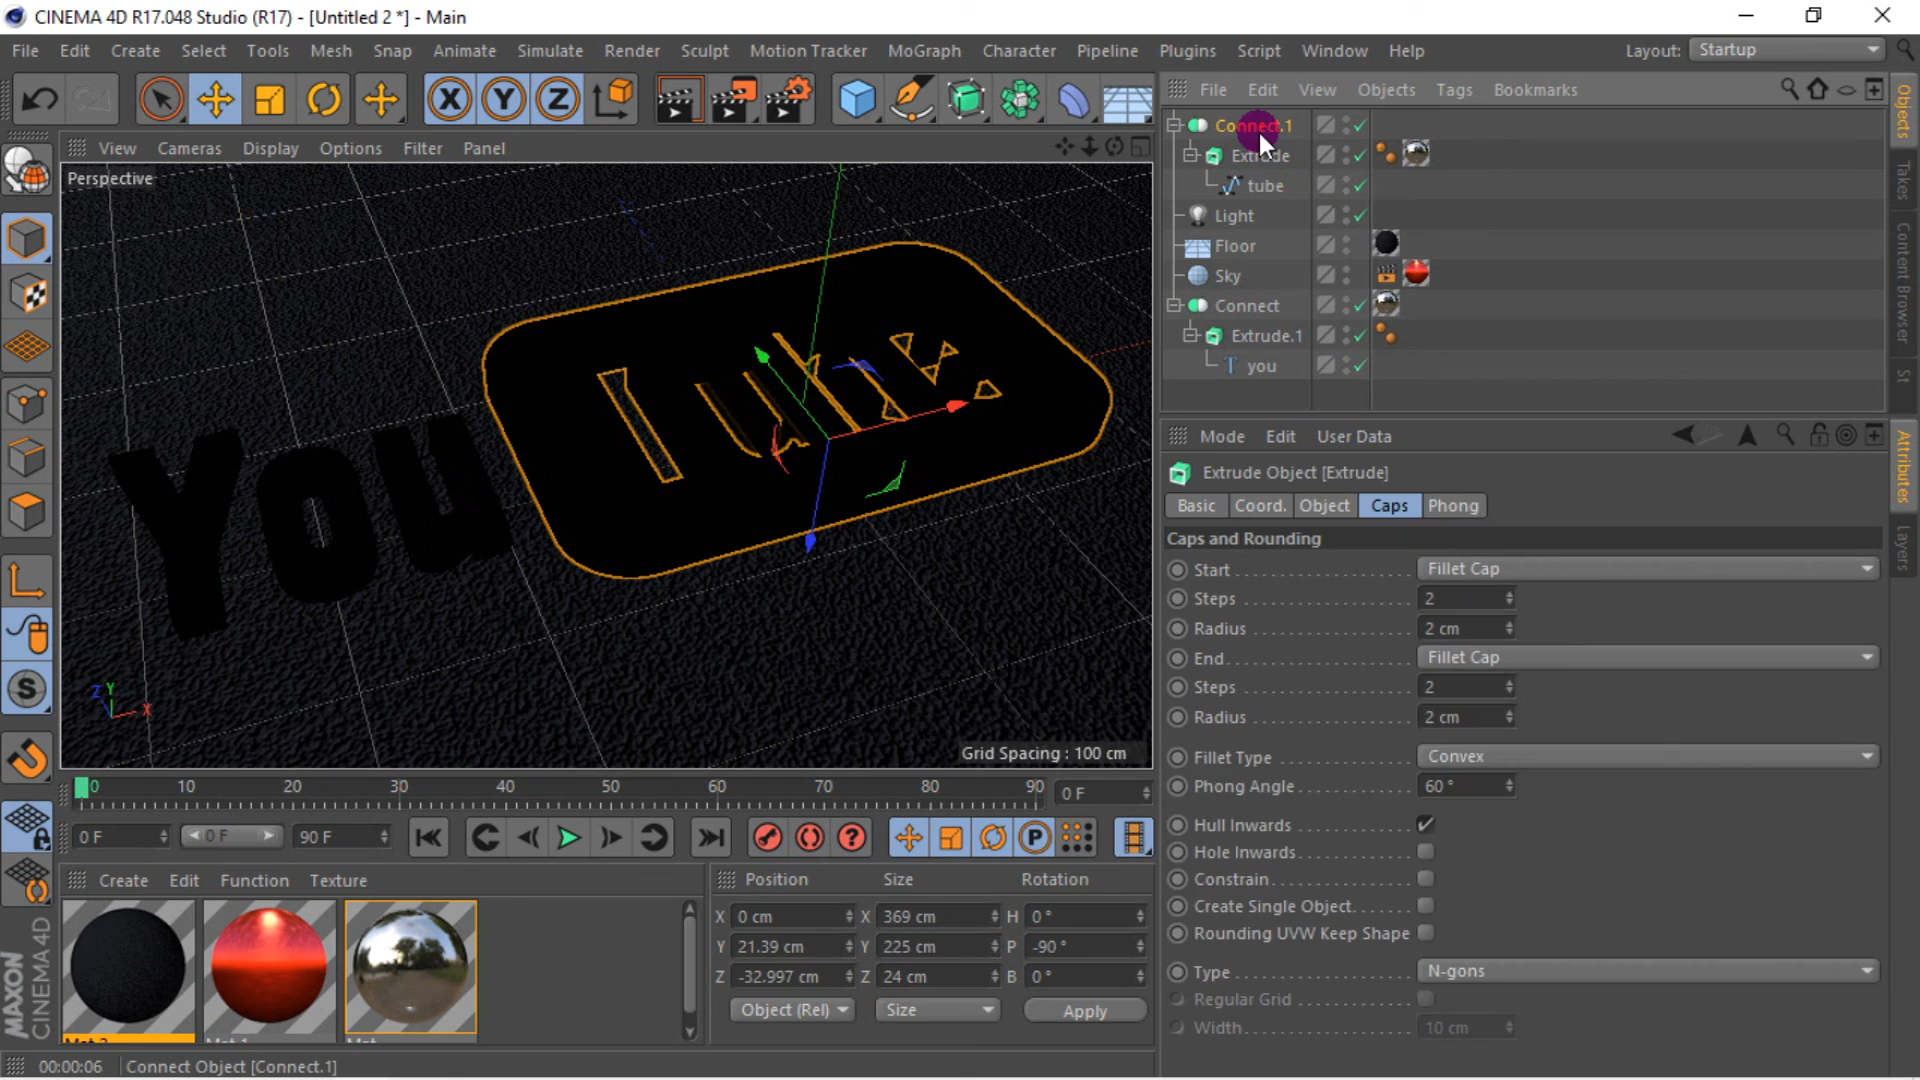 CINEMA 4D R17.048 Studio (R17) - [Untitled 2 *] - Main
File Edit Create Select Tools Mesh Snap Animate Simulate Render Sculpt Motion Tracker MoGraph Character Pipeline Plugins Script Window Help Layout: Startup
X Y Z
File Edit View Objects Tags Bookmarks
View Cameras Display Options Filter Panel
Perspective
Connect.1
Extrude
tube
Light
Floor
Sky
Connect
Extrude.1
you
Objects
Takes
Content Browser
St
You
Tube
Z Y X
Grid Spacing : 100 cm
Mode Edit User Data
Extrude Object [Extrude]
Basic Coord. Object Caps Phong
Attributes
Layers
Caps and Rounding
Start Fillet Cap
Steps 2
Radius 2 cm
End Fillet Cap
Steps 2
Radius 2 cm
Fillet Type Convex
Phong Angle 60 °
Hull Inwards
Hole Inwards
Constrain
Create Single Object
Rounding UVW Keep Shape
Type N-gons
Regular Grid
Width 10 cm
0 10 20 30 40 50 60 70 80 90 0 F
0 F 0 F 90 F
Create Edit Function Texture
Mat.2 Mat.1 Mat
Position Size Rotation
X 0 cm X 369 cm H 0 °
Y 21.39 cm Y 225 cm P -90 °
Z -32.997 cm Z 24 cm B 0 °
Object (Rel) Size Apply
MAXON CINEMA 4D
00:00:06 Connect Object [Connect.1]